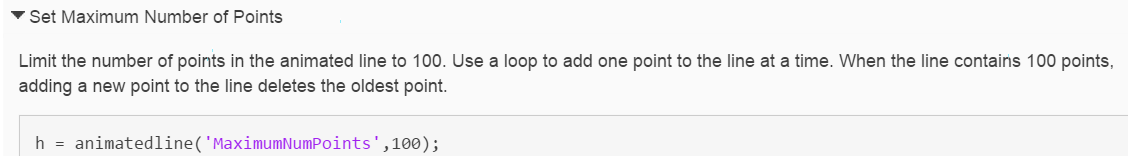 Set Maximum Number of Points
Limit the number of points in the animated line to 100. Use a loop to add one point to the line at a time. When the line contains 100 points,
adding a new point to the line deletes the oldest point.
h = animatedline('MaximumNumPoints',100);